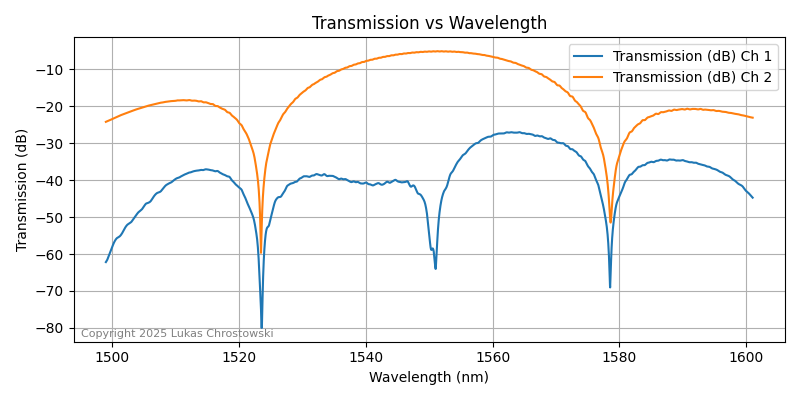 Transmission vs Wavelength
Transmission (dB) Ch 1
Transmission (dB) Ch 2
Transmission (dB)
−10
−20
−30
−40
−50
−60
−70
−80
Copyright 2025 Lukas Chrostowski
1500
1520
1540
1560
1580
1600
Wavelength (nm)